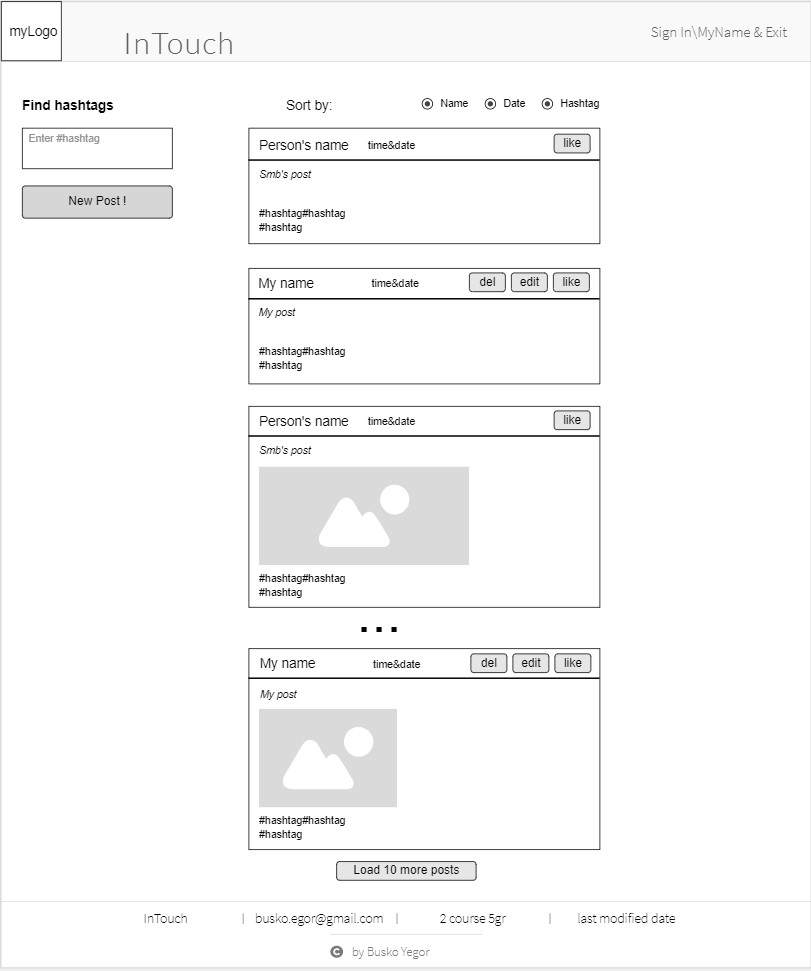 myLogo
InTouch
Sign In\MyName & Exit
Find hashtags
Enter #hashtag
New Post !
Sort by:
Name
Date
Hashtag
Person's name time&date like
Smb's post
#hashtag#hashtag
#hashtag
My name time&date del edit like
My post
#hashtag#hashtag
#hashtag
Person's name time&date like
Smb's post
#hashtag#hashtag
#hashtag
...
My name time&date del edit like
My post
#hashtag#hashtag
#hashtag
Load 10 more posts
InTouch | busko.egor@gmail.com | 2 course 5gr | last modified date
© by Busko Yegor